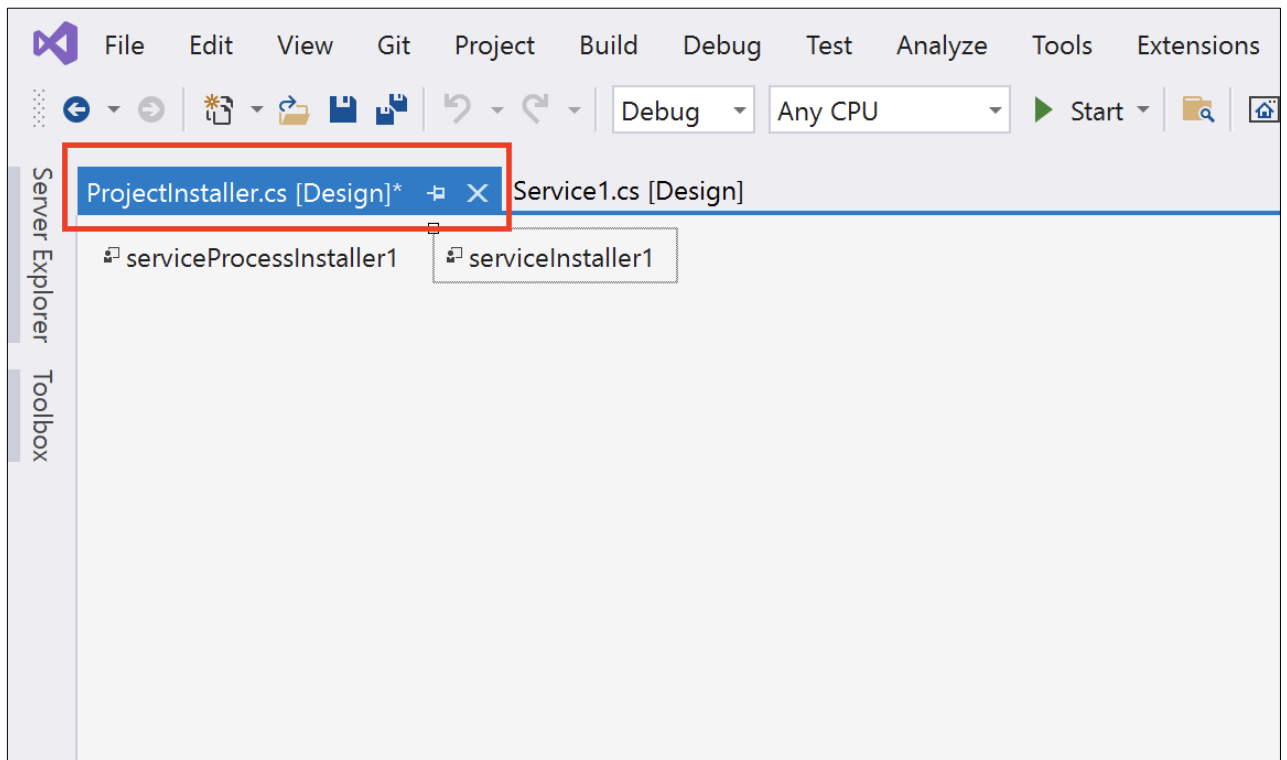 File Edit View Git Project Build Debug Test Analyze Tools Extensions
Debug Any CPU Start
ProjectInstaller.cs [Design]* Service1.cs [Design]
serviceProcessInstaller1 serviceInstaller1
Server Explorer
Toolbox